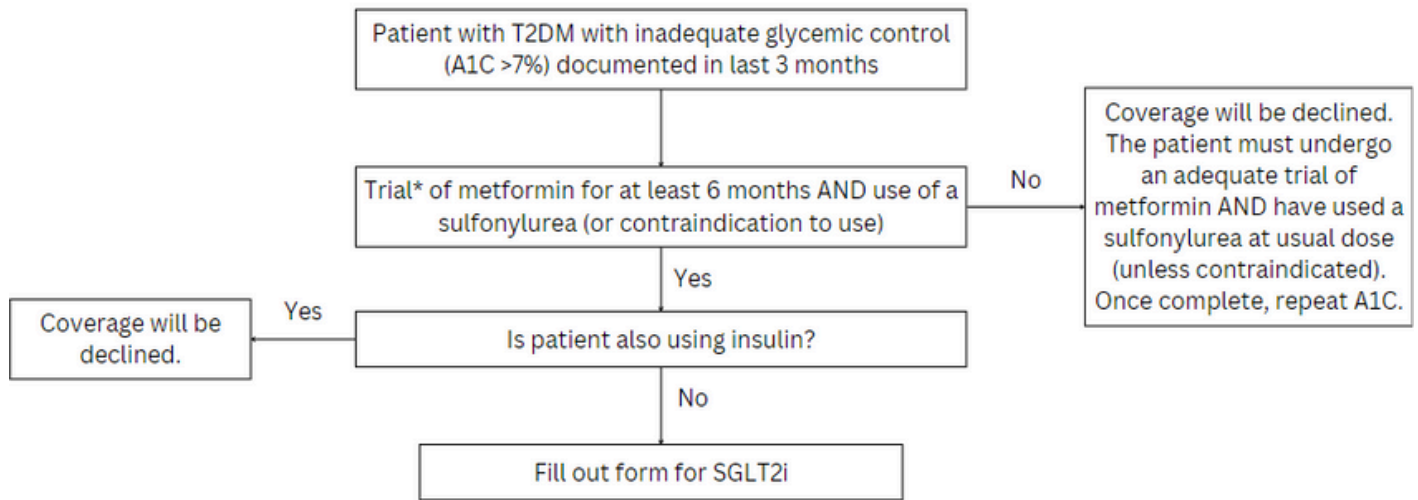 Patient with T2DM with inadequate glycemic control
(A1C >7%) documented in last 3 months
Trial* of metformin for at least 6 months AND use of a
sulfonylurea (or contraindication to use)
No
Coverage will be declined.
The patient must undergo
an adequate trial of
metformin AND have used a
sulfonylurea at usual dose
(unless contraindicated).
Once complete, repeat A1C.
Yes
Is patient also using insulin?
Yes
Coverage will be
declined.
No
Fill out form for SGLT2i